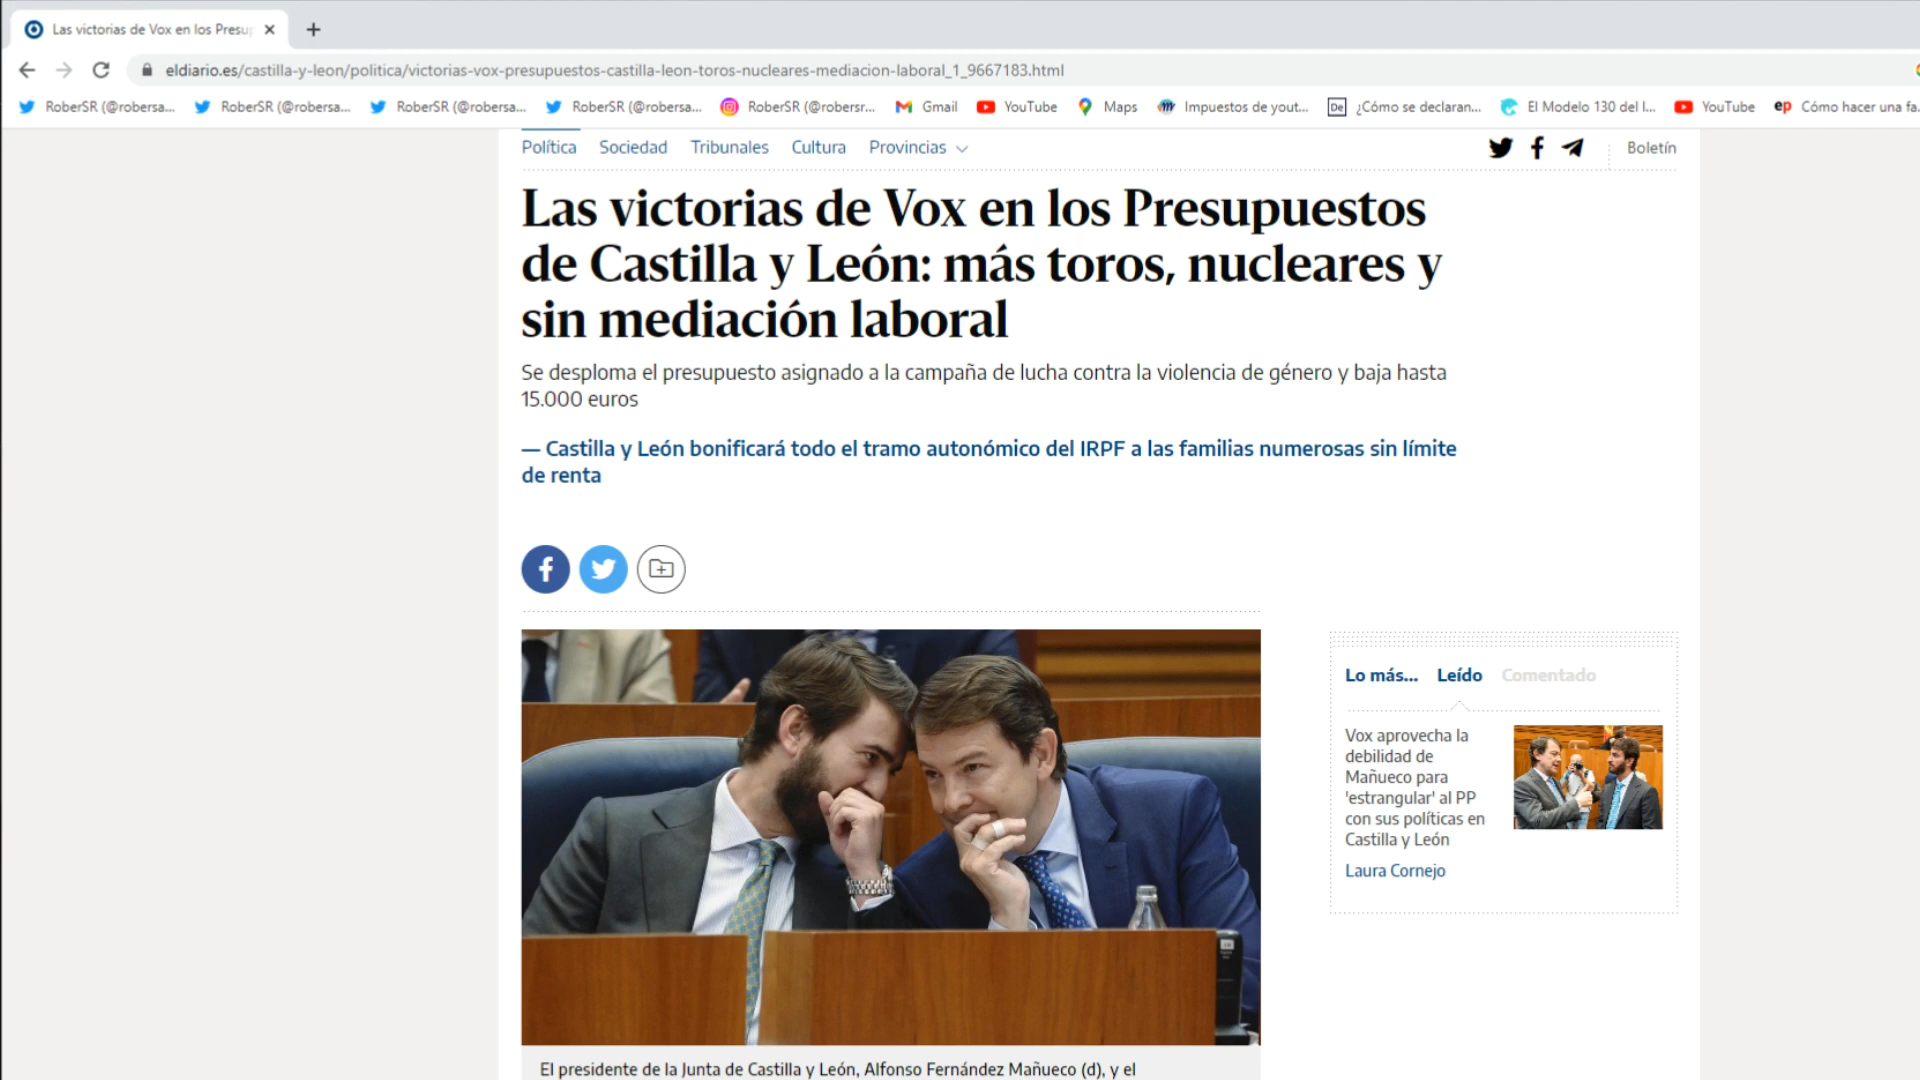 Las victorias de Vox en los Presup
eldiario.es/castilla-y-leon/politica/victorias-vox-presupuestos-castilla-leon-toros-nucleares-mediacion-laboral_1_9667183.html
RoberSR (@robersa... RoberSR (@robersa... RoberSR (@robersa... RoberSR (@robersa... RoberSR (@robersr... Gmail YouTube Maps Impuestos de yout... De ¿Cómo se declaran... El Modelo 130 del I... YouTube ep Cómo hacer una fa
Política Sociedad Tribunales Cultura Provincias Boletín
Las victorias de Vox en los Presupuestos
de Castilla y León: más toros, nucleares y
sin mediación laboral
Se desploma el presupuesto asignado a la campaña de lucha contra la violencia de género y baja hasta
15.000 euros
— Castilla y León bonificará todo el tramo autonómico del IRPF a las familias numerosas sin límite
de renta
Lo más... Leído Comentado
Vox aprovecha la
debilidad de
Mañueco para
'estrangular' al PP
con sus políticas en
Castilla y León
Laura Cornejo
El presidente de la Junta de Castilla y León, Alfonso Fernández Mañueco (d), y el